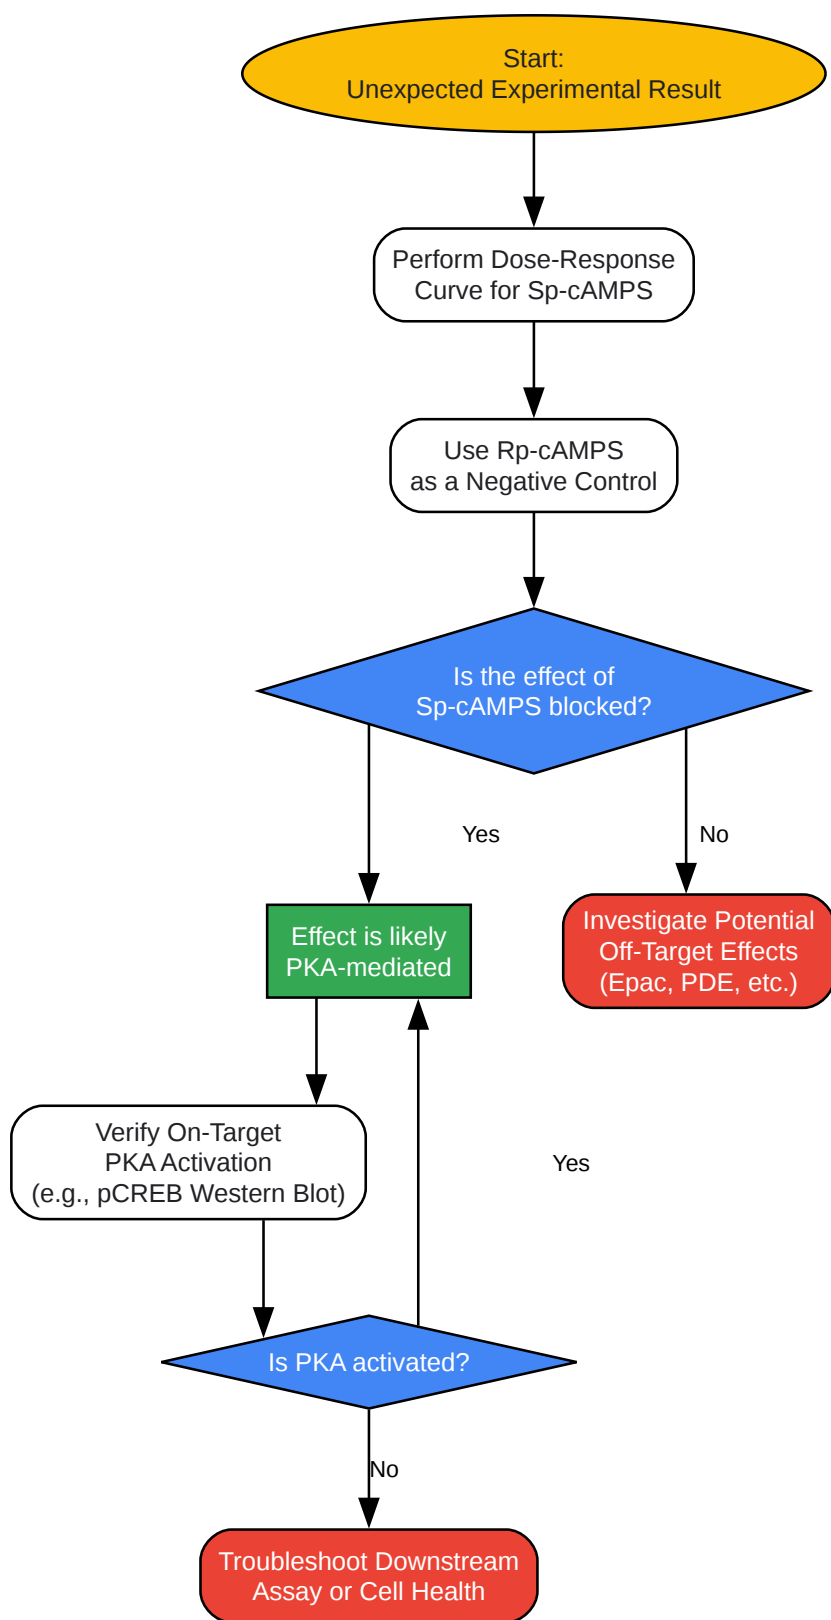 Start:
Unexpected Experimental Result
Perform Dose-Response
Curve for Sp-cAMPS
Use Rp-cAMPS
as a Negative Control
Is the effect of
Sp-cAMPS blocked?
Yes
No
Effect is likely
PKA-mediated
Investigate Potential
Off-Target Effects
(Epac, PDE, etc.)
Verify On-Target
PKA Activation
(e.g., pCREB Western Blot)
Yes
Is PKA activated?
No
Troubleshoot Downstream
Assay or Cell Health